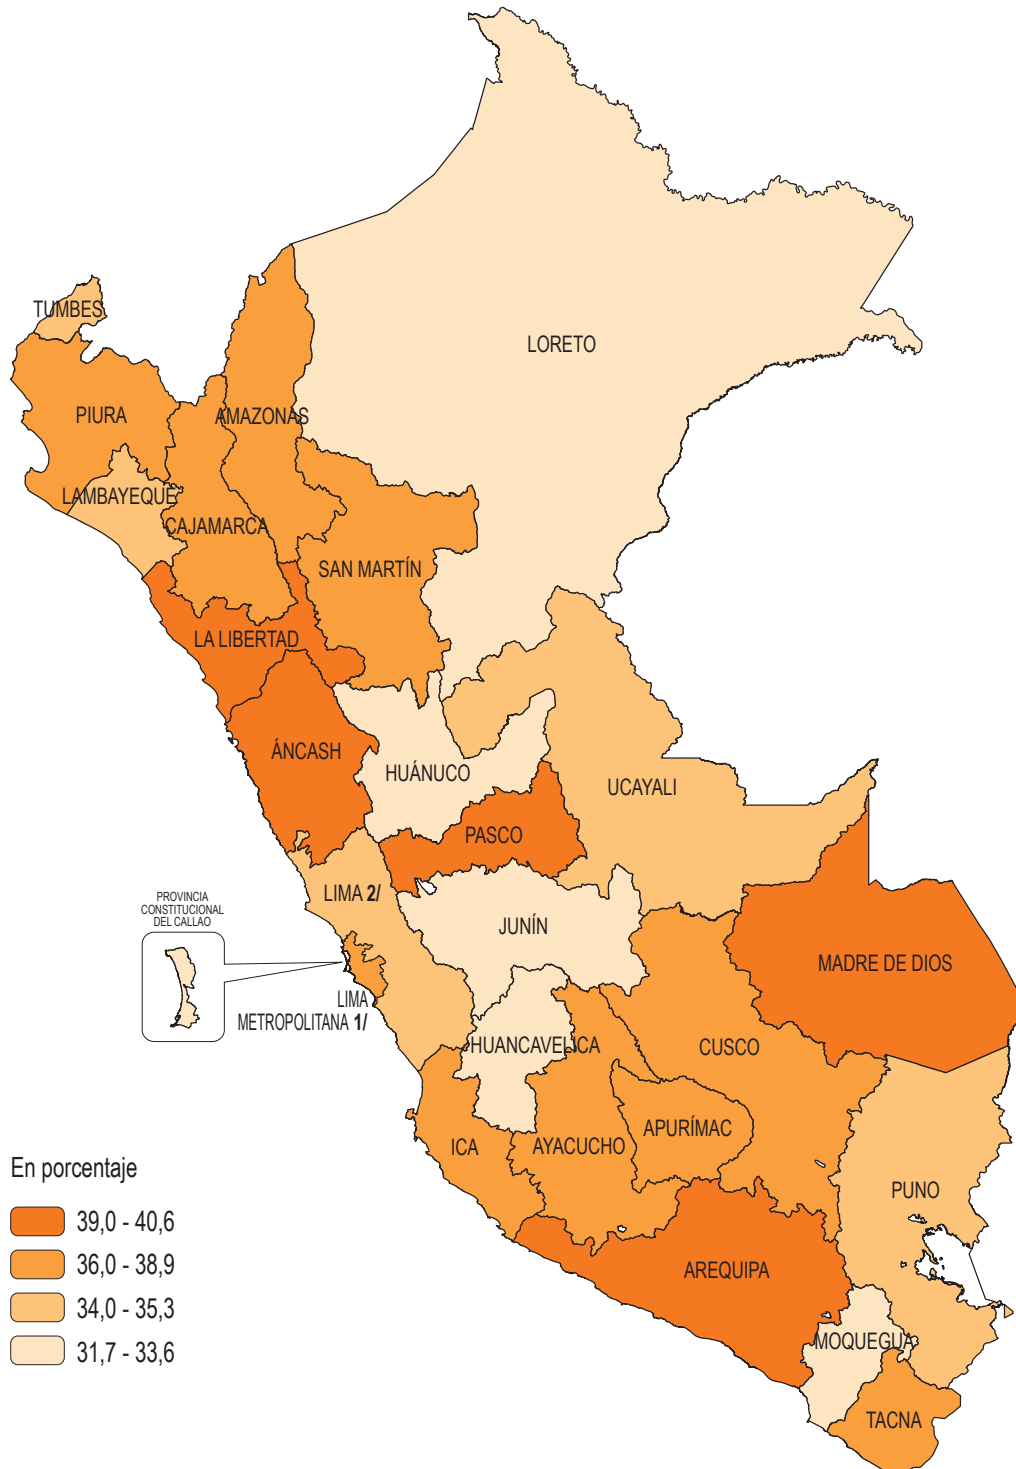 TUMBES
LORETO
PIURA
AMAZONAS
LAMBAYEQUE
CAJAMARCA
SAN MARTÍN
LA LIBERTAD
ÁNCASH
HUÁNUCO
UCAYALI
PASCO
LIMA 2/
PROVINCIA
CONSTITUCIONAL
DEL CALLAO
JUNÍN
MADRE DE DIOS
LIMA
METROPOLITANA 1/
HUANCAVELICA
CUSCO
ICA
AYACUCHO
APURÍMAC
PUNO
AREQUIPA
MOQUEGUA
TACNA
En porcentaje
39,0 - 40,6
36,0 - 38,9
34,0 - 35,3
31,7 - 33,6